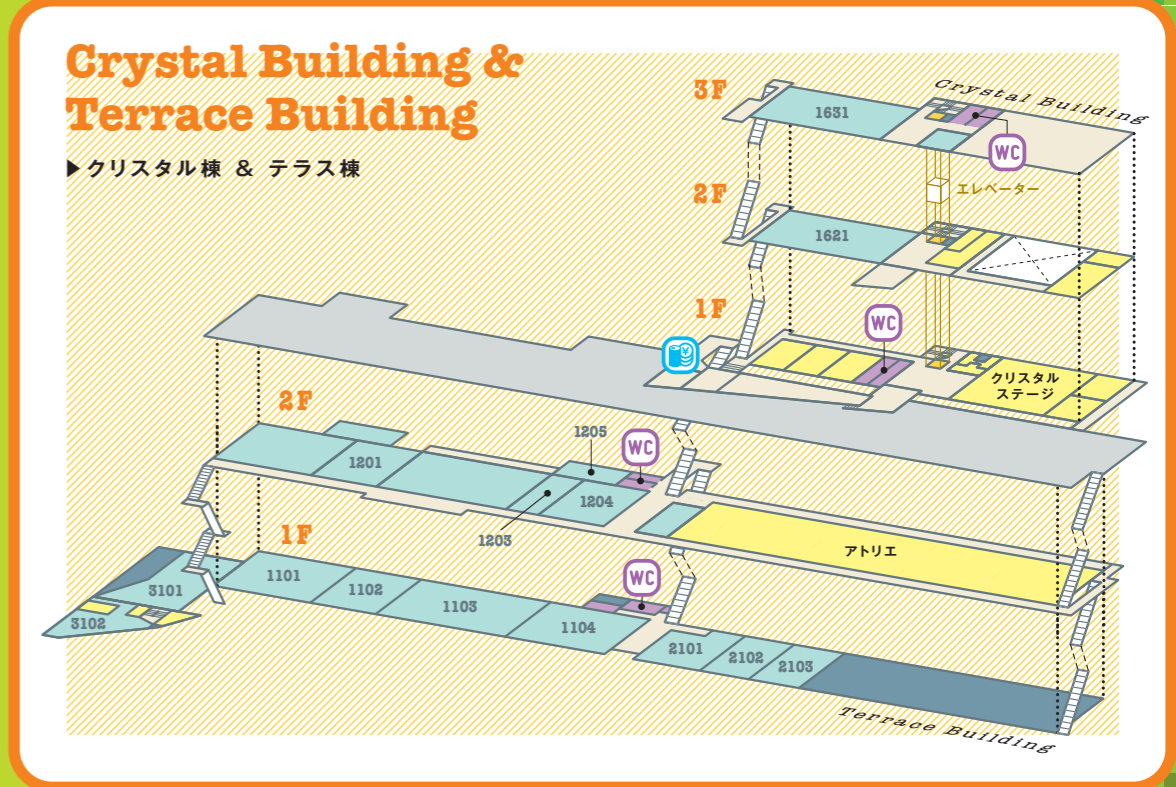 Crystal Building &
Terrace Building
▶クリスタル棟 & テラス棟
3F
1631
Crystal Building
WC
エレベーター
2F
1621
1F
WC
クリスタル
ステージ
2F
1201
1205
WC
1204
1203
アトリエ
1F
3101
3102
1101
1102
1103
1104
WC
2101
2102
2103
Terrace Building